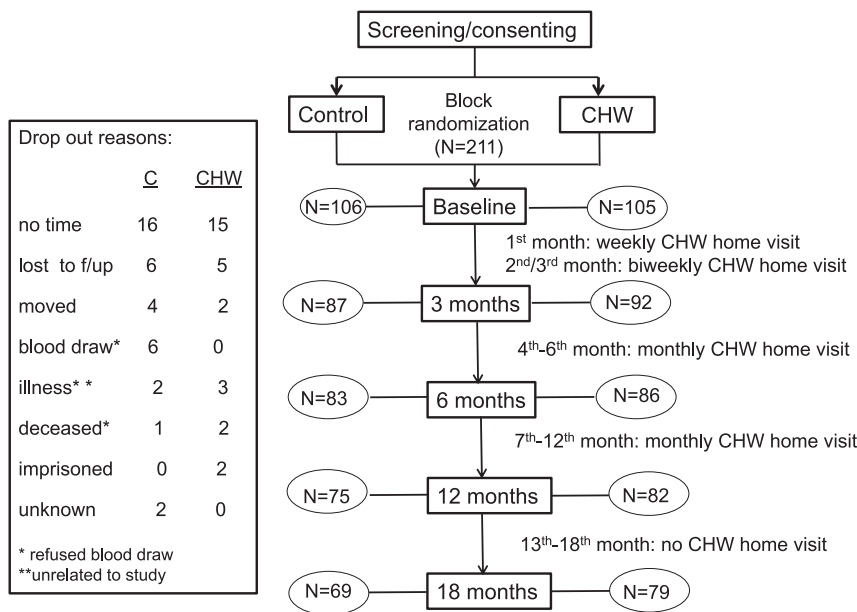 Screening/consenting
Control
Block
randomization
(N=211)
CHW
N=106
Baseline
N=105
1st month: weekly CHW home visit
2nd/3rd month: biweekly CHW home visit
N=87
3 months
N=92
4th-6th month: monthly CHW home visit
N=83
6 months
N=86
7th-12th month: monthly CHW home visit
N=75
12 months
N=82
13th-18th month: no CHW home visit
N=69
18 months
N=79
Drop out reasons:
C CHW
no time 16 15
lost to f/up 6 5
moved 4 2
blood draw* 6 0
illness* * 2 3
deceased* 1 2
imprisoned 0 2
unknown 2 0
* refused blood draw
**unrelated to study